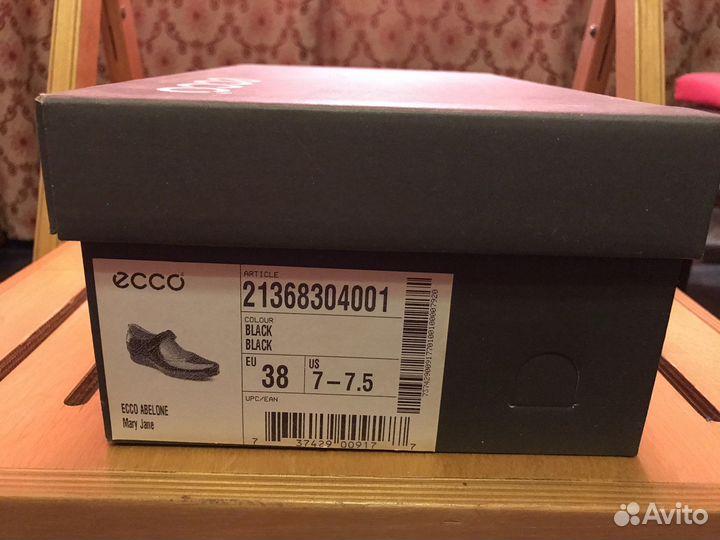 ecco
ecco
ARTICLE
21368304001
COLOUR
BLACK
BLACK
EU 38 US 7-7.5
UPC/EAN
7 37429 00917 7
ECCO ABELONE
Mary Jane
Avito